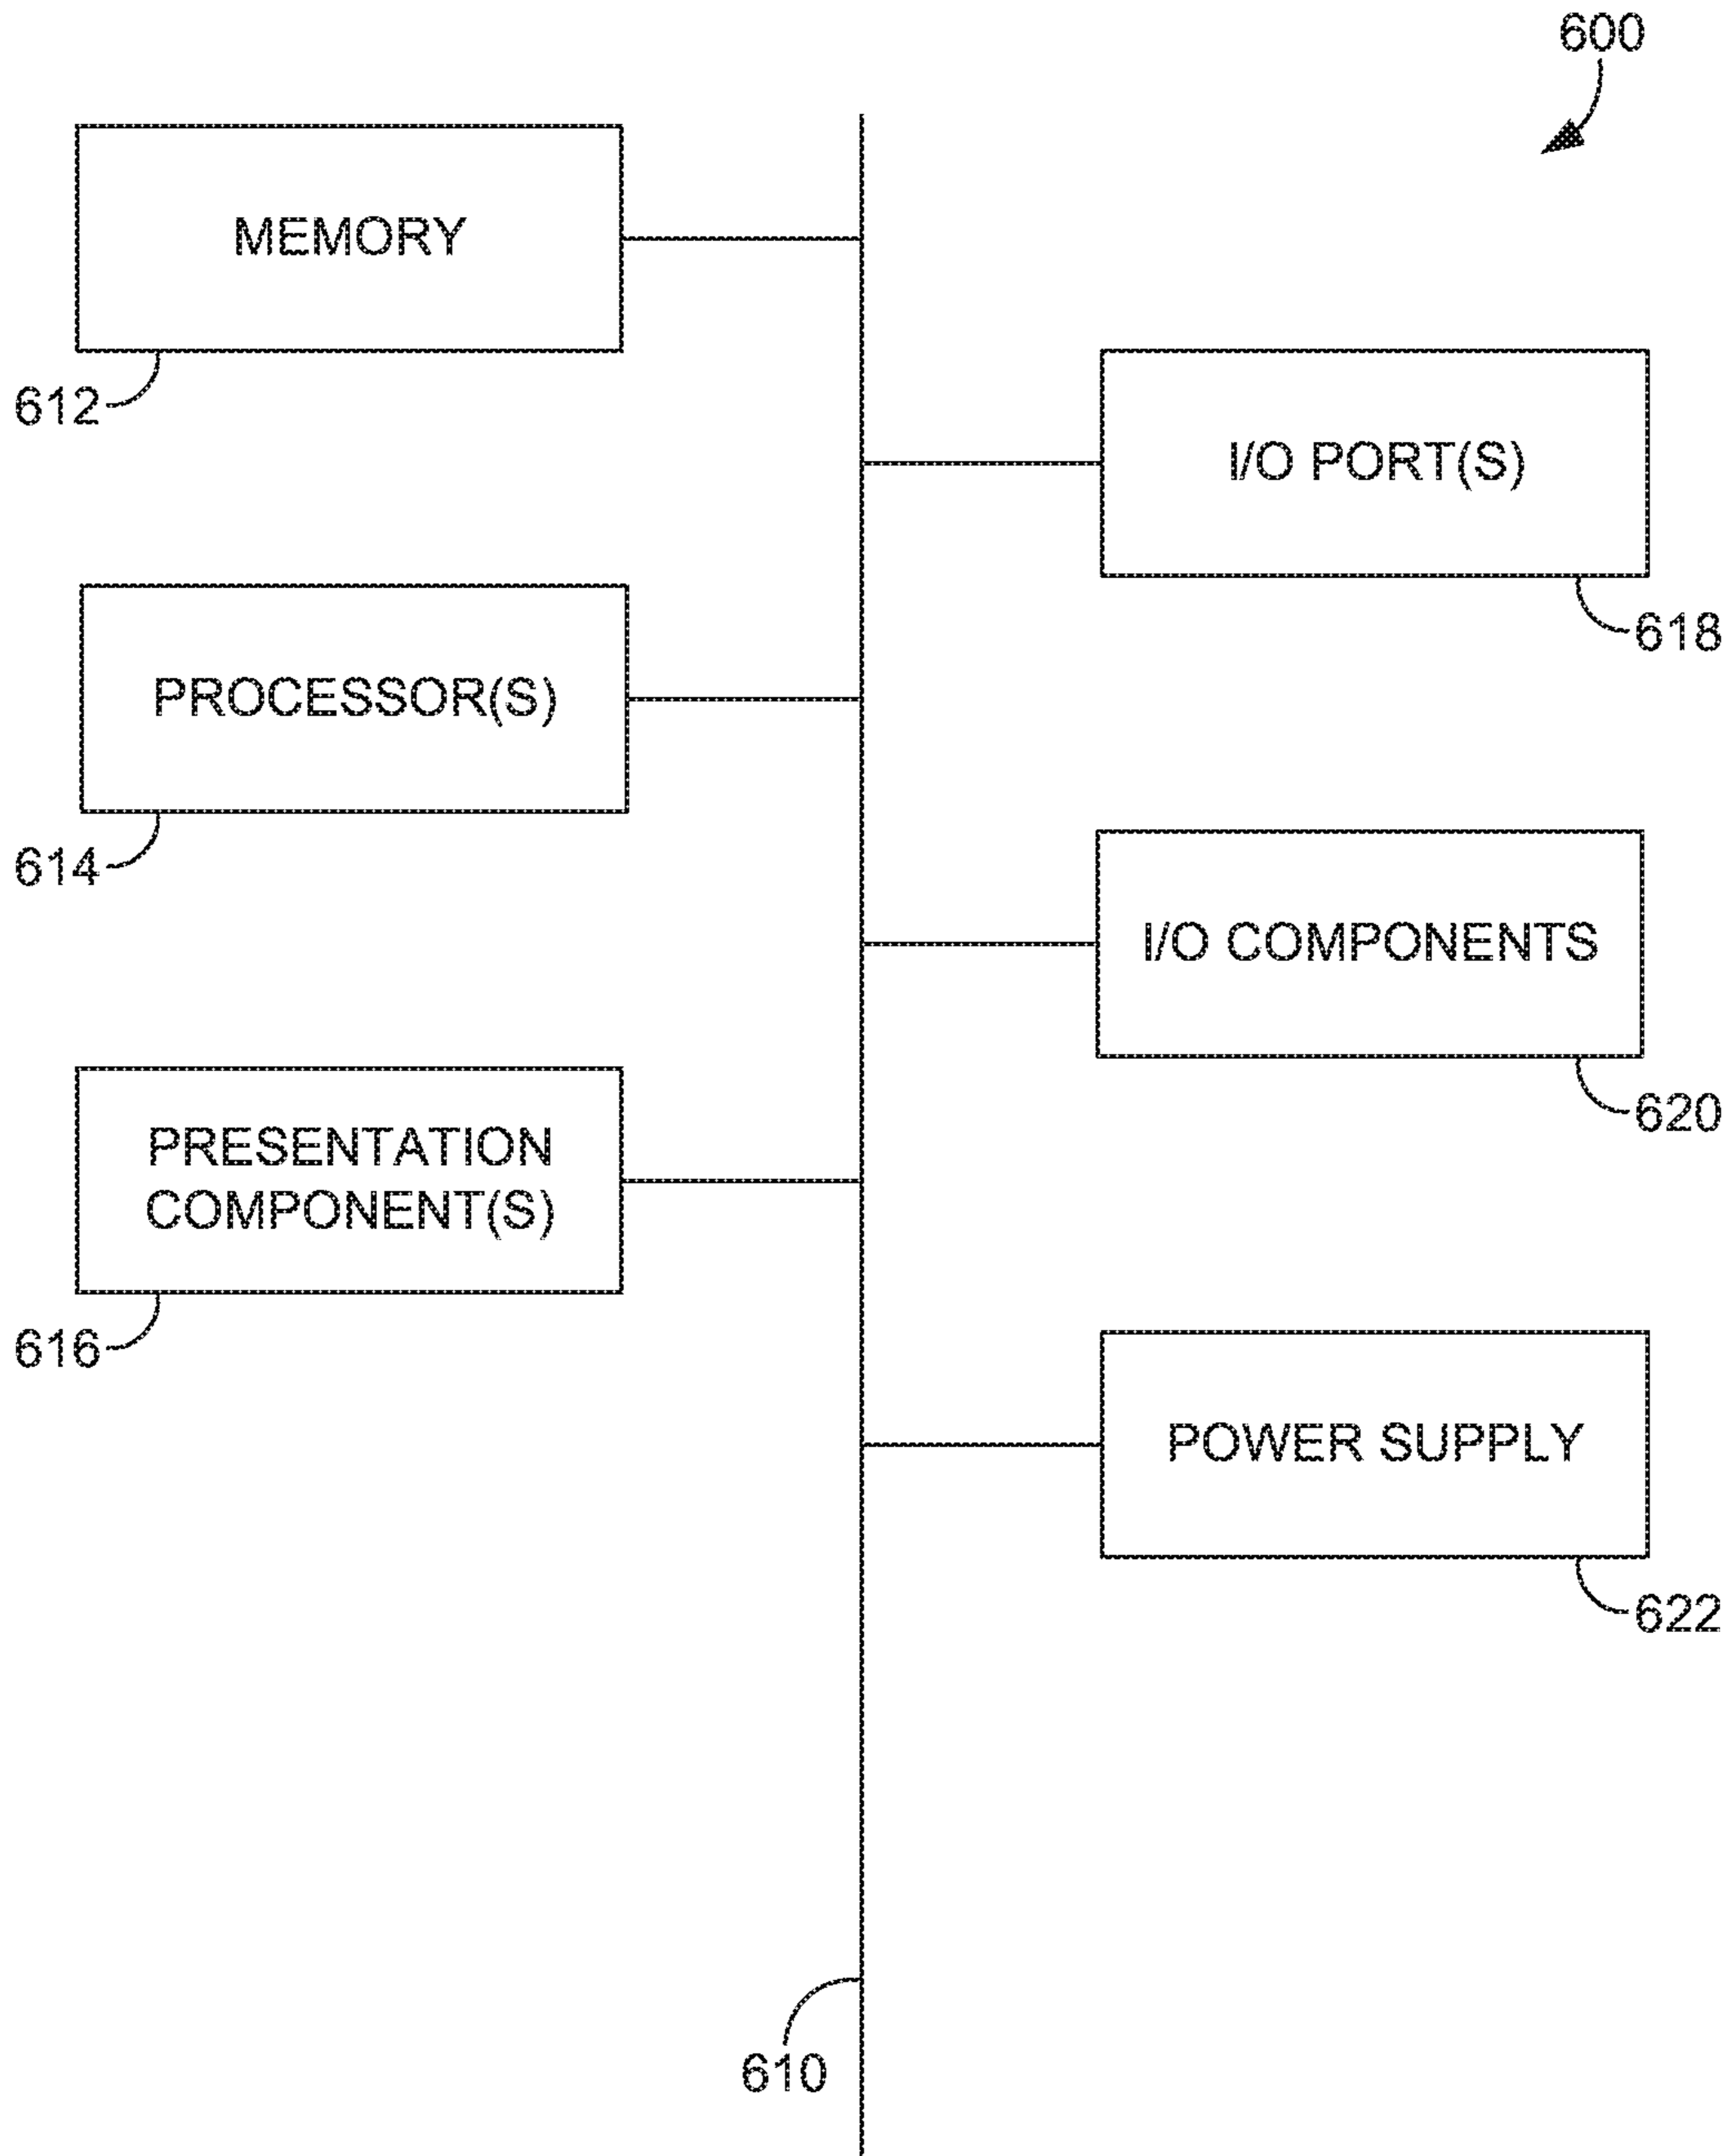 600
MEMORY
612
I/O PORT(S)
618
PROCESSOR(S)
614
I/O COMPONENTS
620
PRESENTATION
COMPONENT(S)
616
POWER SUPPLY
622
610